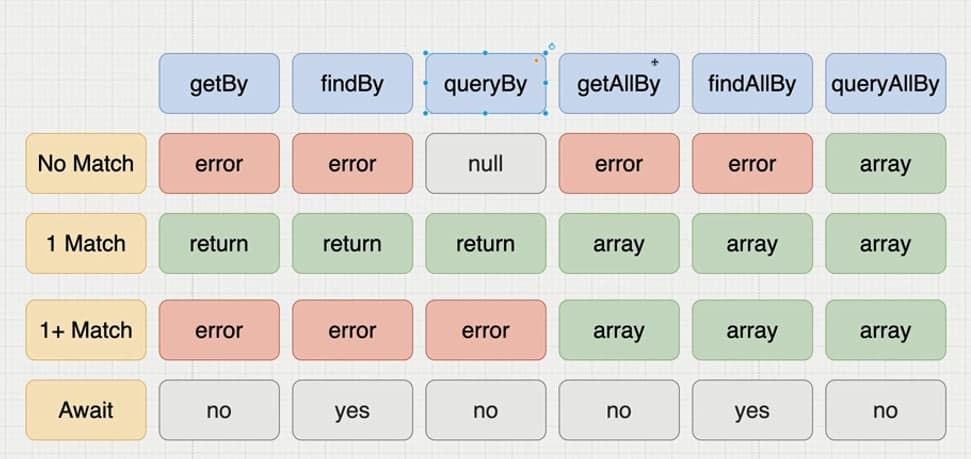 getBy findBy queryBy getAllBy findAllBy queryAllBy
No Match error error null error error array
1 Match return return return array array array
1+ Match error error error array array array
Await no yes no no yes no